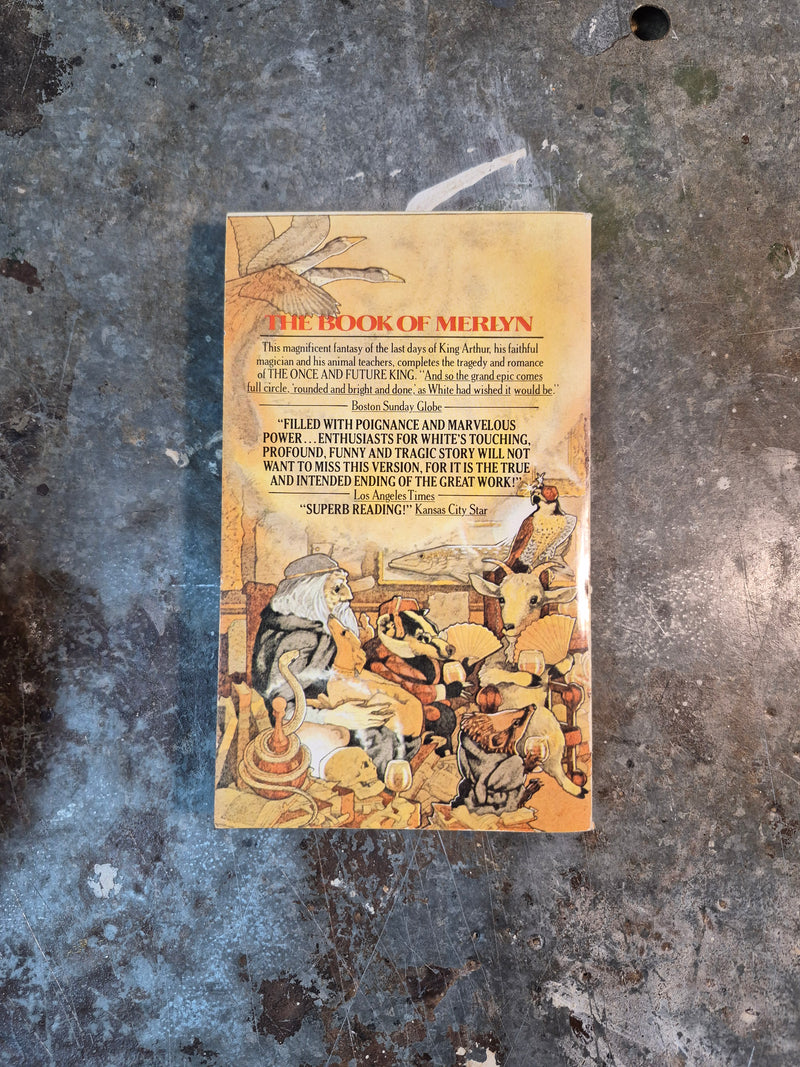 THE BOOK OF MERLYN
This magnificent fantasy of the last days of King Arthur, his faithful
magician and his animal teachers, completes the tragedy and romance
of THE ONCE AND FUTURE KING. "And so the grand epic comes
full circle, 'rounded and bright and done,' as White had wished it would be."
Boston Sunday Globe
"FILLED WITH POIGNANCE AND MARVELOUS
POWER...ENTHUSIASTS FOR WHITE'S TOUCHING,
PROFOUND, FUNNY AND TRAGIC STORY WILL NOT
WANT TO MISS THIS VERSION, FOR IT IS THE TRUE
AND INTENDED ENDING OF THE GREAT WORK!"
Los Angeles Times
"SUPERB READING!" Kansas City Star